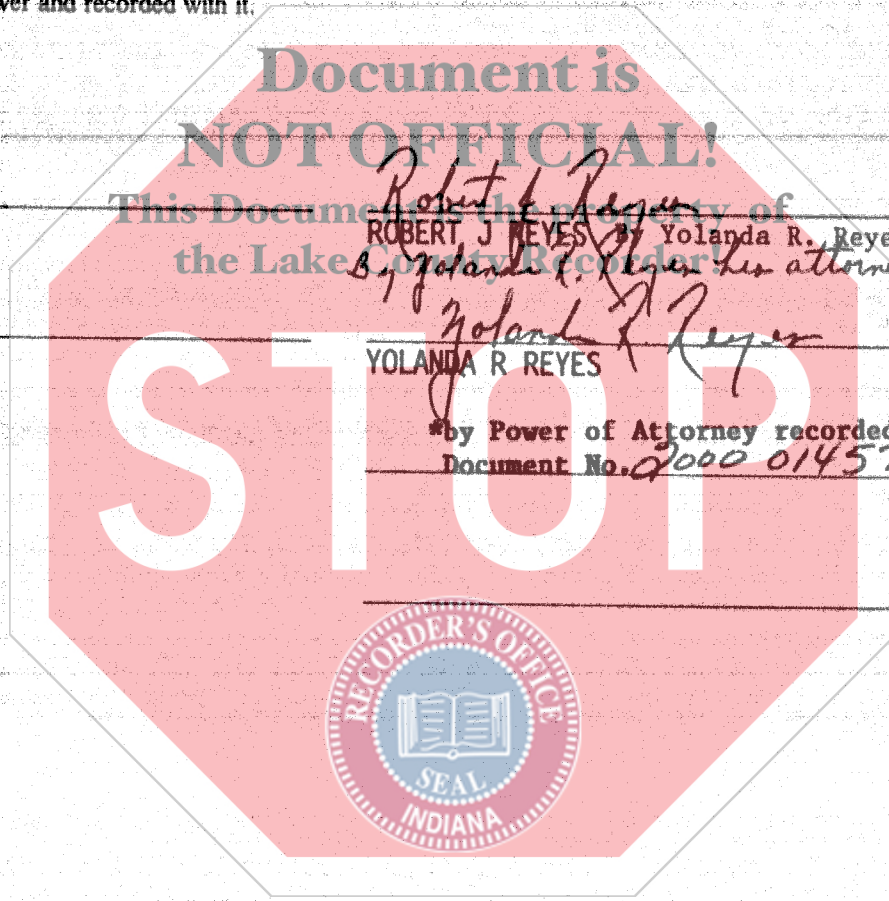 ver and recorded with it.
Document is
NOT OFFICIAL!
This Document is the property of
the Lake County Recorder!
Robert J Reyes
ROBERT J REYES By Yolanda R. Reye
By Yolanda R. Reyes his attorne
Yolanda R Reyes
YOLANDA R REYES
*by Power of Attorney recorded
Document No. 2000 01457
STOP
RECORDER'S OFFICE
SEAL
INDIANA